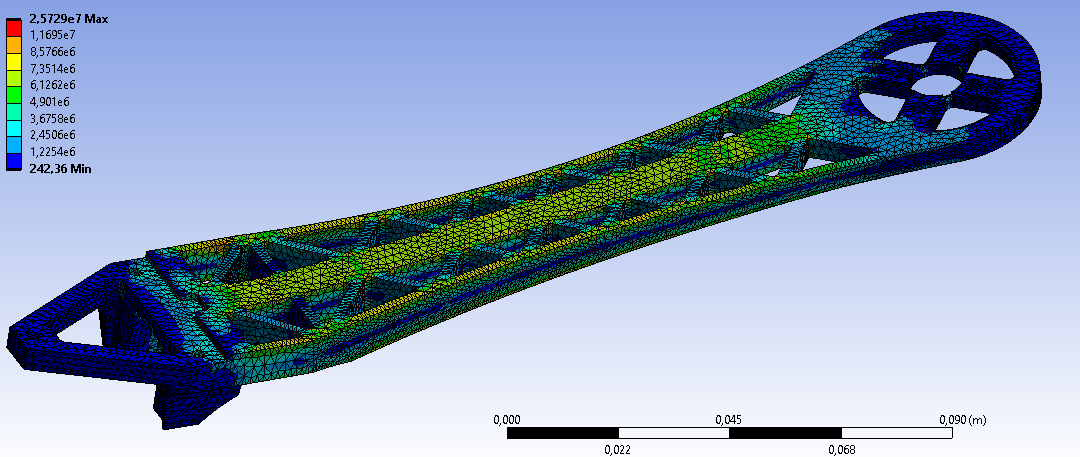 2,5729e7 Max
1,1695e7
8,5766e6
7,3514e6
6,1262e6
4,901e6
3,6758e6
2,4506e6
1,2254e6
242,36 Min
0,000 0,045 0,090 (m)
0,022 0,068